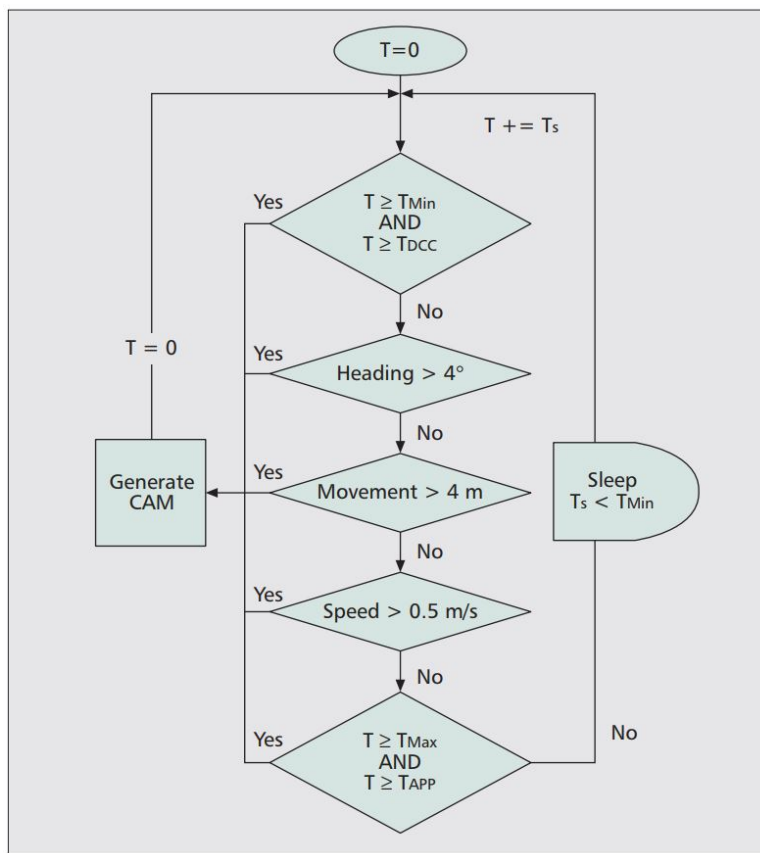 T=0
T += Ts
Yes
T ≥ TMin
AND
T ≥ TDCC
No
T = 0
Yes
Heading > 4°
No
Generate
CAM
Yes
Movement > 4 m
Sleep
Ts < TMin
No
Yes
Speed > 0.5 m/s
No
Yes
T ≥ TMax
AND
T ≥ TAPP
No